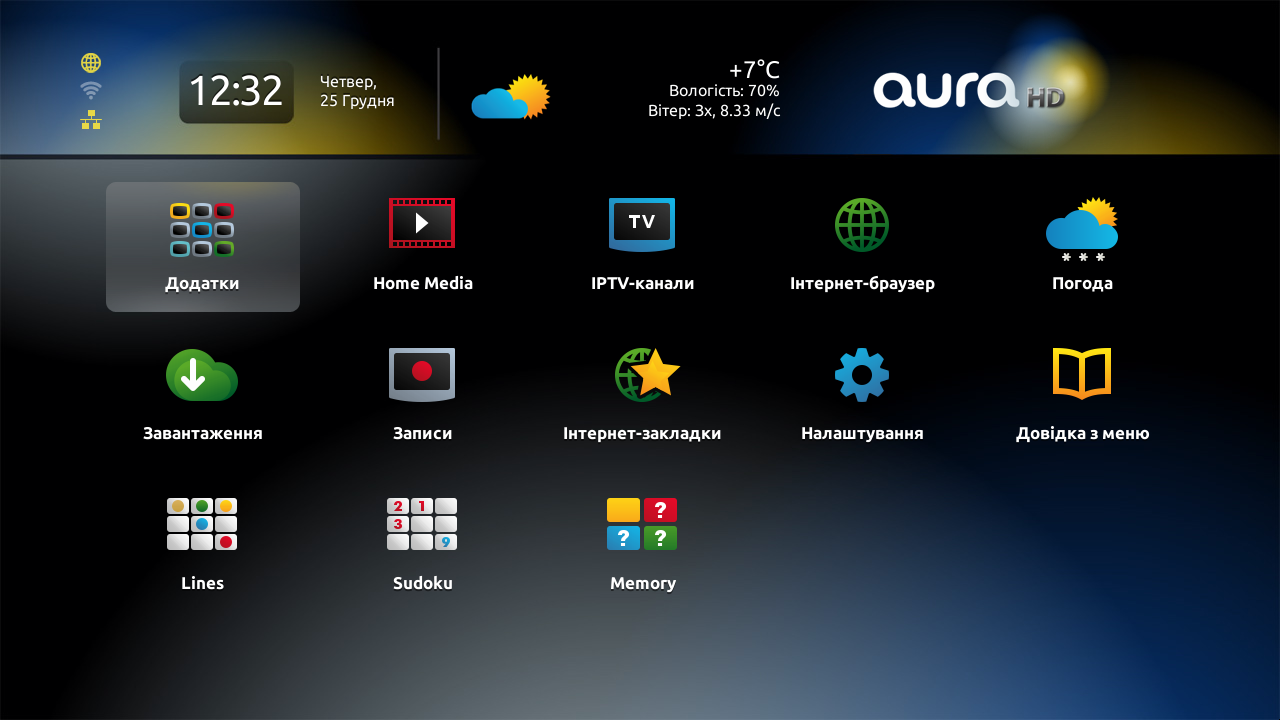 12:32
Четвер,
25 Грудня
+7°C
Вологість: 70%
Вітер: Зх, 8.33 м/с
aura HD
Додатки
Home Media
TV
IPTV-канали
Інтернет-браузер
Погода
Завантаження
Записи
Інтернет-закладки
Налаштування
Довідка з меню
Lines
2 1
3
9
Sudoku
?
? ?
Memory